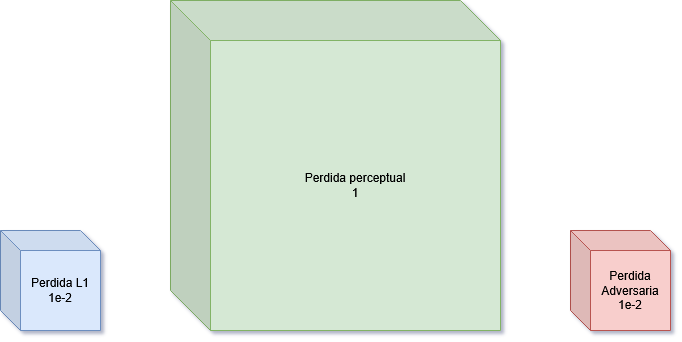 Perdida L1
1e-2
Perdida perceptual
1
Perdida
Adversaria
1e-2